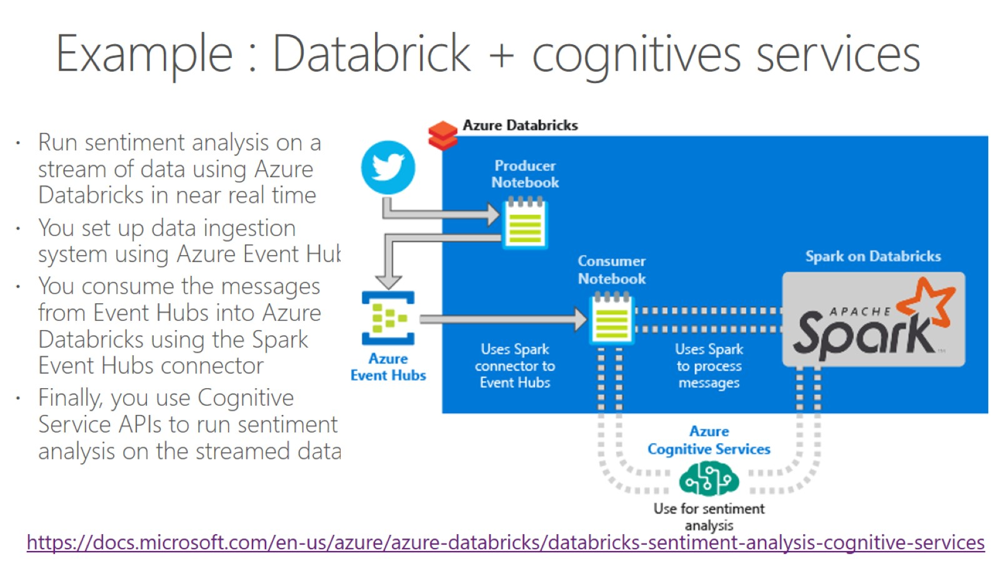 Example : Databrick + cognitives services
· Run sentiment analysis on a
stream of data using Azure
Databricks in near real time
· You set up data ingestion
system using Azure Event Hub
· You consume the messages
from Event Hubs into Azure
Databricks using the Spark
Event Hubs connector
· Finally, you use Cognitive
Service APIs to run sentiment
analysis on the streamed data
Azure Databricks
Producer
Notebook
Consumer
Notebook
Spark on Databricks
APACHE
Spark
Azure
Event Hubs
Uses Spark
connector to
Event Hubs
Uses Spark
to process
messages
Azure
Cognitive Services
Use for sentiment
analysis
https://docs.microsoft.com/en-us/azure/azure-databricks/databricks-sentiment-analysis-cognitive-services